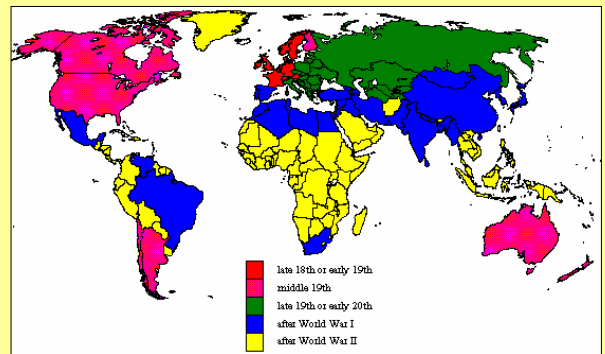 late 18th or early 19th
middle 19th
late 19th or early 20th
after World War I
after World War II